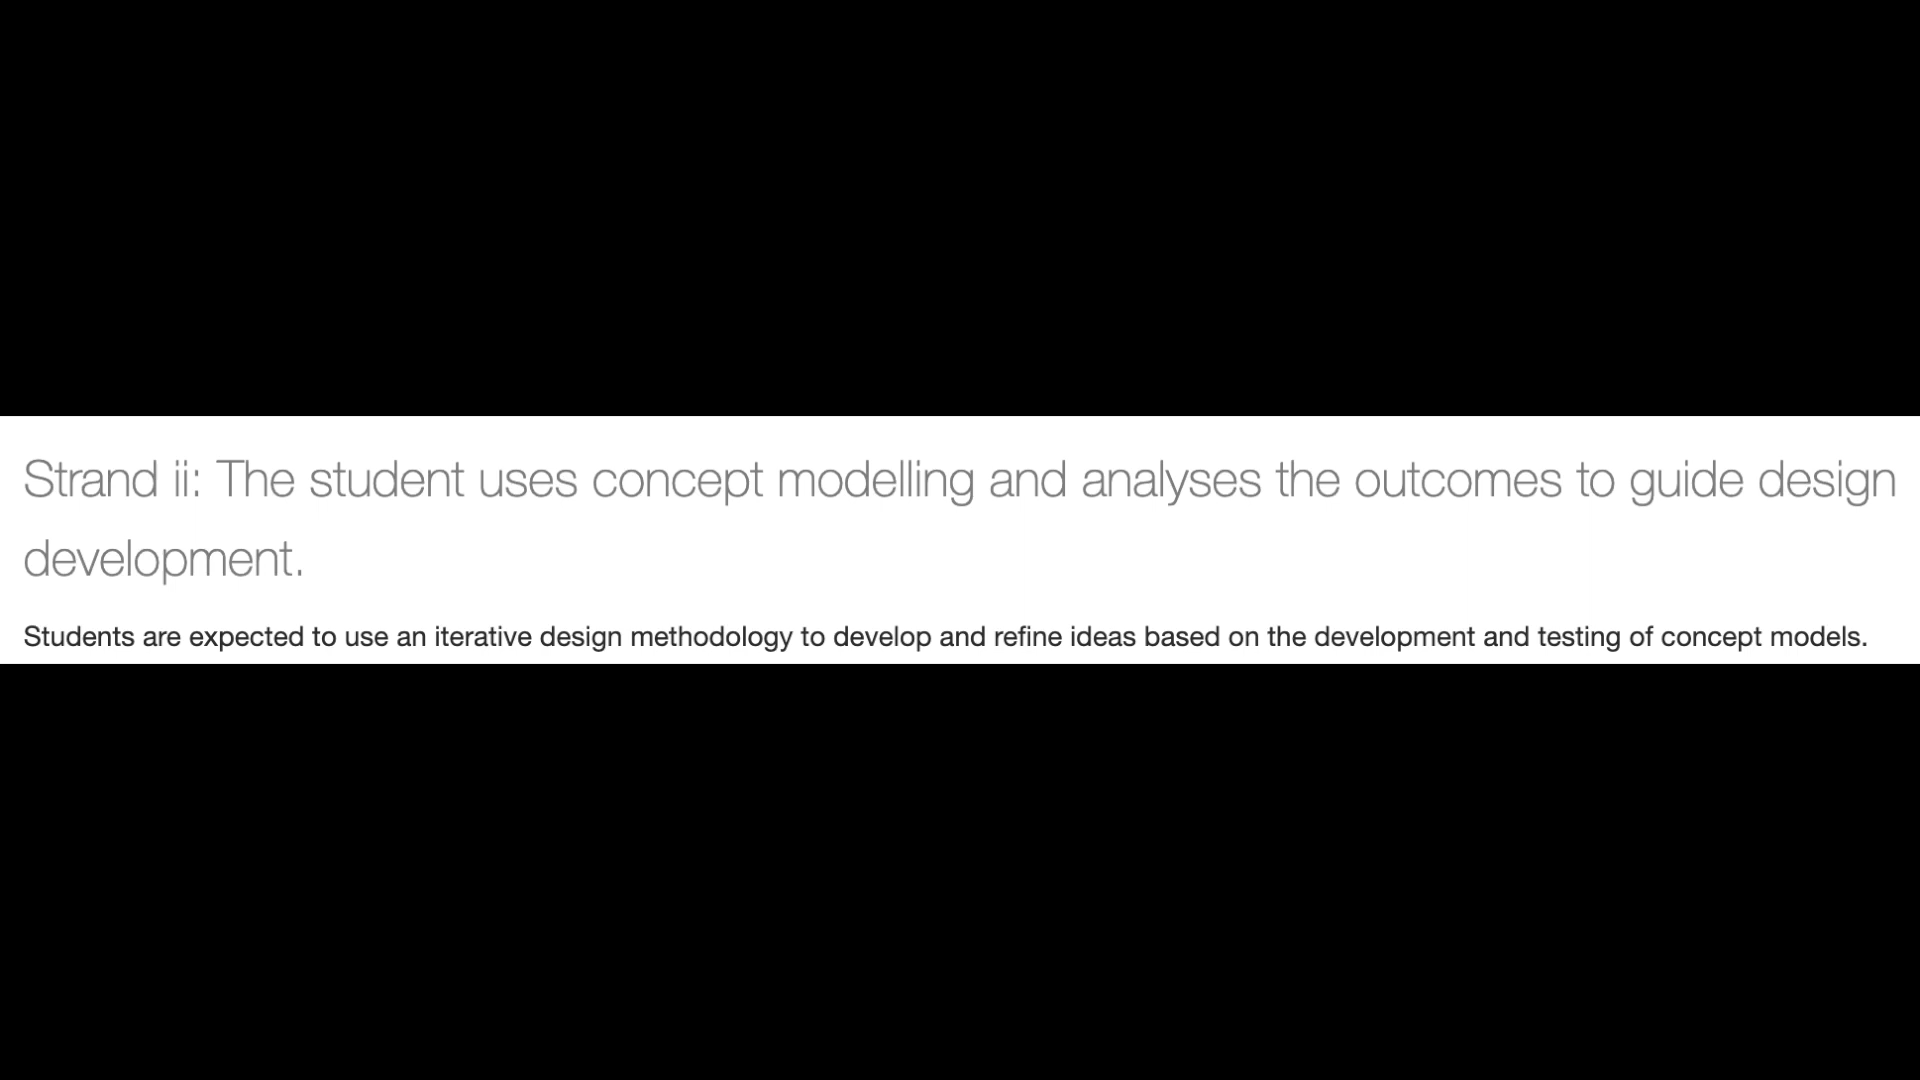 Strand ii: The student uses concept modelling and analyses the outcomes to guide design
development.
Students are expected to use an iterative design methodology to develop and refine ideas based on the development and testing of concept models.